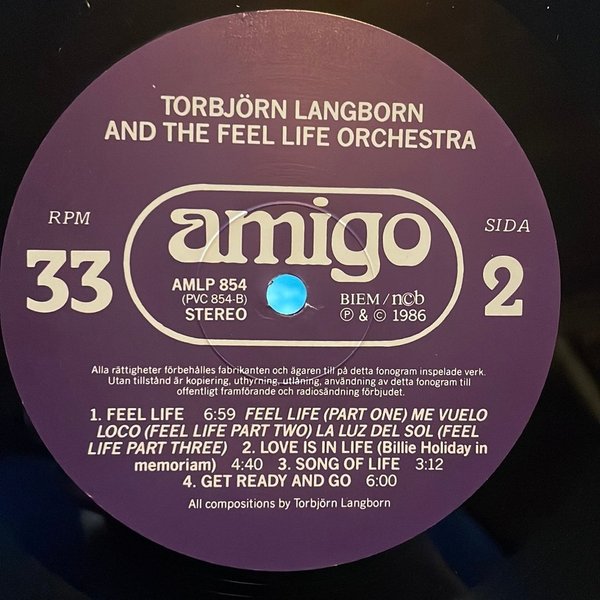 TORBJÖRN LANGBORN
AND THE FEEL LIFE ORCHESTRA
RPM
33
amigo
SIDA
2
AMLP 854
(PVC 854-B)
STEREO
BIEM / ncb
Ⓟ & © 1986
Alla rättigheter förbehålles fabrikanten och ägaren till på detta fonogram inspelade verk.
Utan tillstånd är kopiering, uthyrning, utlåning, användning av detta fonogram till
offentligt framförande och radiosändning förbjudet.
1. FEEL LIFE 6:59 FEEL LIFE (PART ONE) ME VUELO
LOCO (FEEL LIFE PART TWO) LA LUZ DEL SOL (FEEL
LIFE PART THREE) 2. LOVE IS IN LIFE (Billie Holiday in
memoriam) 4:40 3. SONG OF LIFE 3:12
4. GET READY AND GO 6:00
All compositions by Torbjörn Langborn